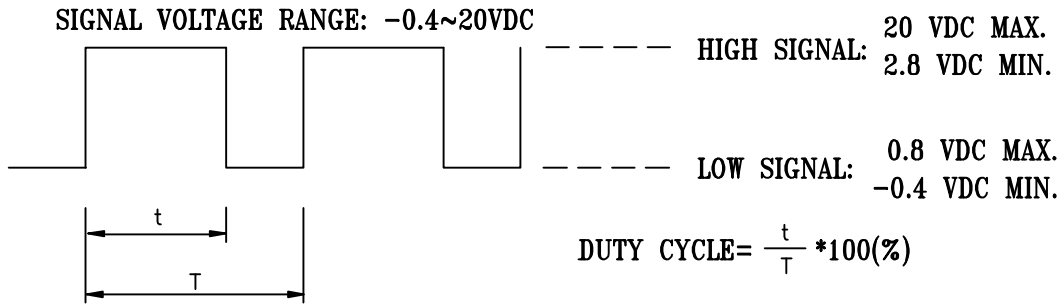 SIGNAL VOLTAGE RANGE: -0.4~20VDC
HIGH SIGNAL: 20 VDC MAX.
2.8 VDC MIN.
LOW SIGNAL: 0.8 VDC MAX.
-0.4 VDC MIN.
t
T
DUTY CYCLE= t/T *100(%)